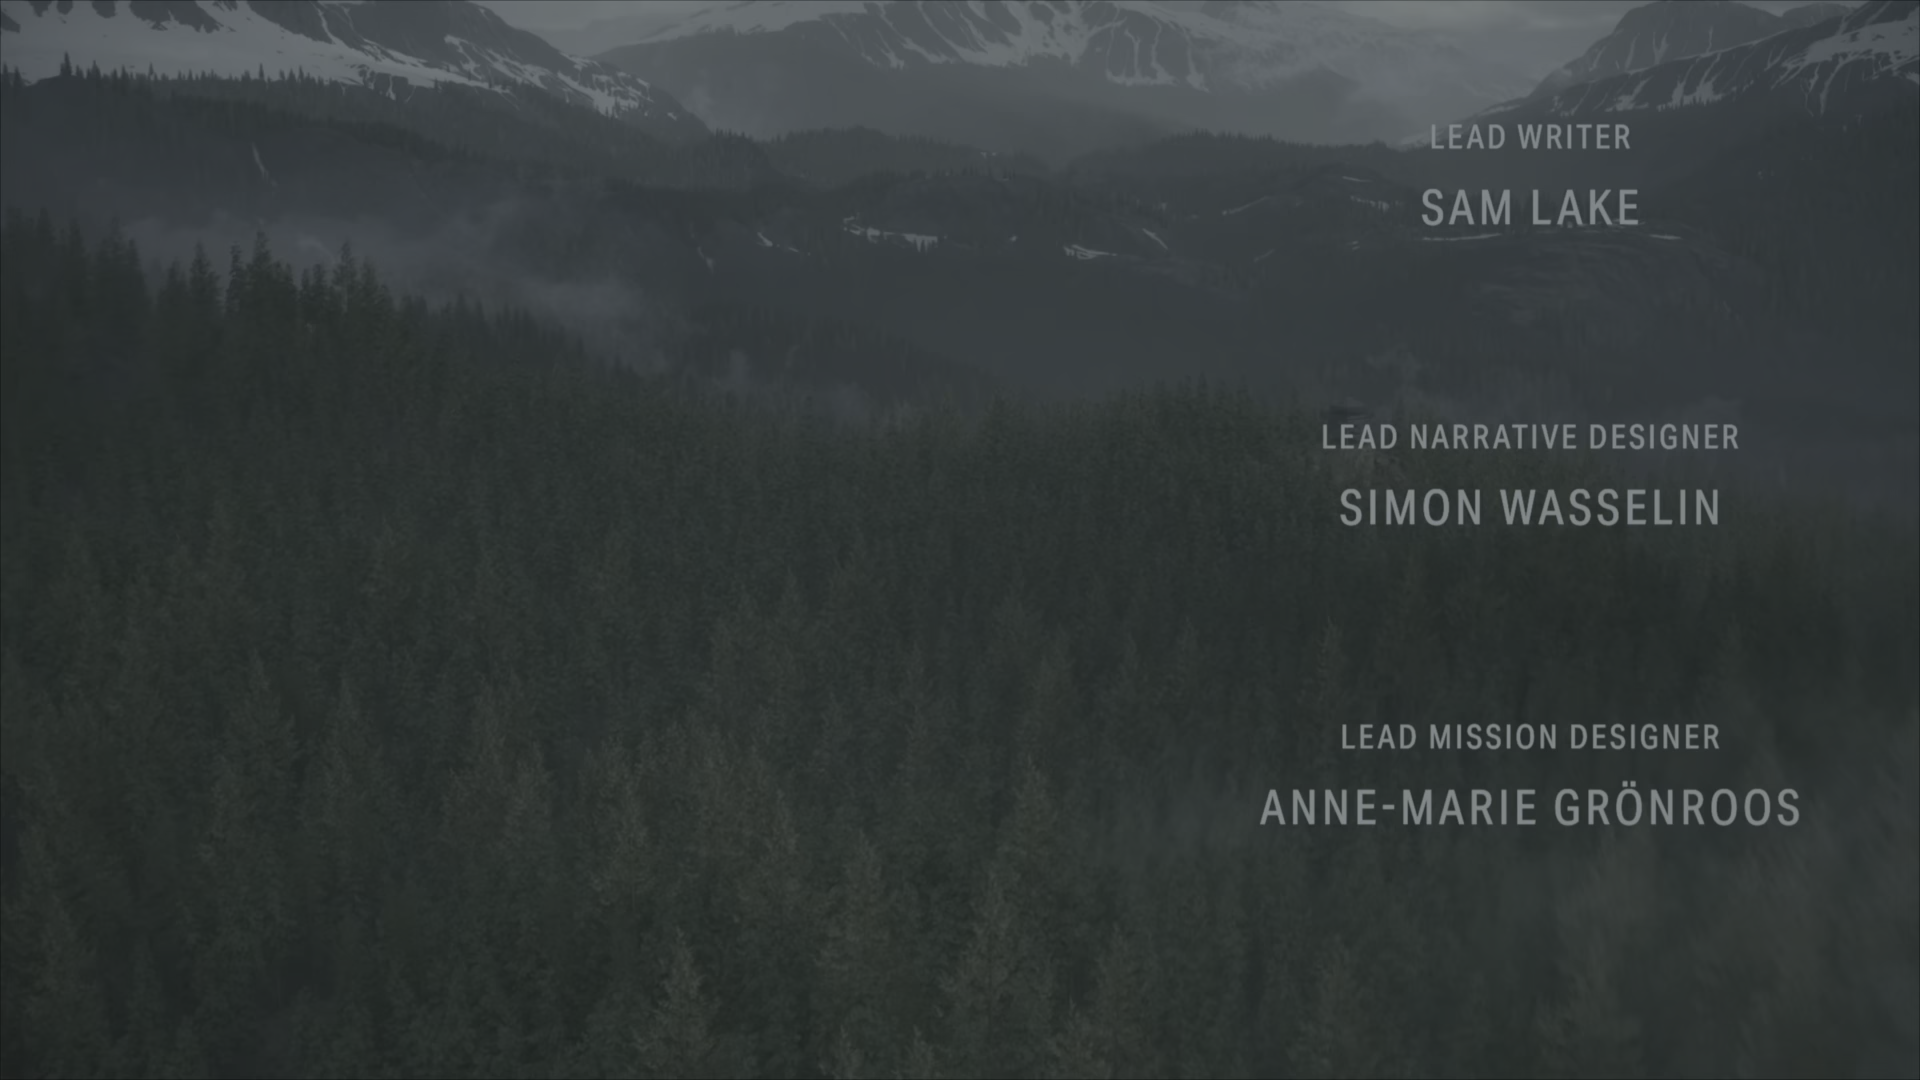 LEAD WRITER
SAM LAKE
LEAD NARRATIVE DESIGNER
SIMON WASSELIN
LEAD MISSION DESIGNER
ANNE-MARIE GRÖNROOS